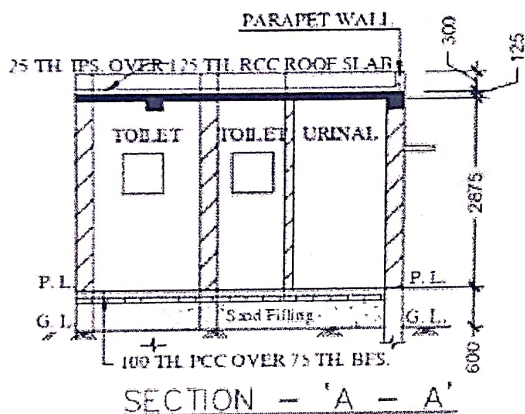 PARAPET WALL
300
125
25 TH. IPS. OVER 125 TH. RCC ROOF SLAB
TOILET TOILET URINAL
2875
P. L. P. L.
G. L. Sand Filling G. L.
600
100 TH. PCC OVER 75 TH. BFS.
SECTION - 'A - A'